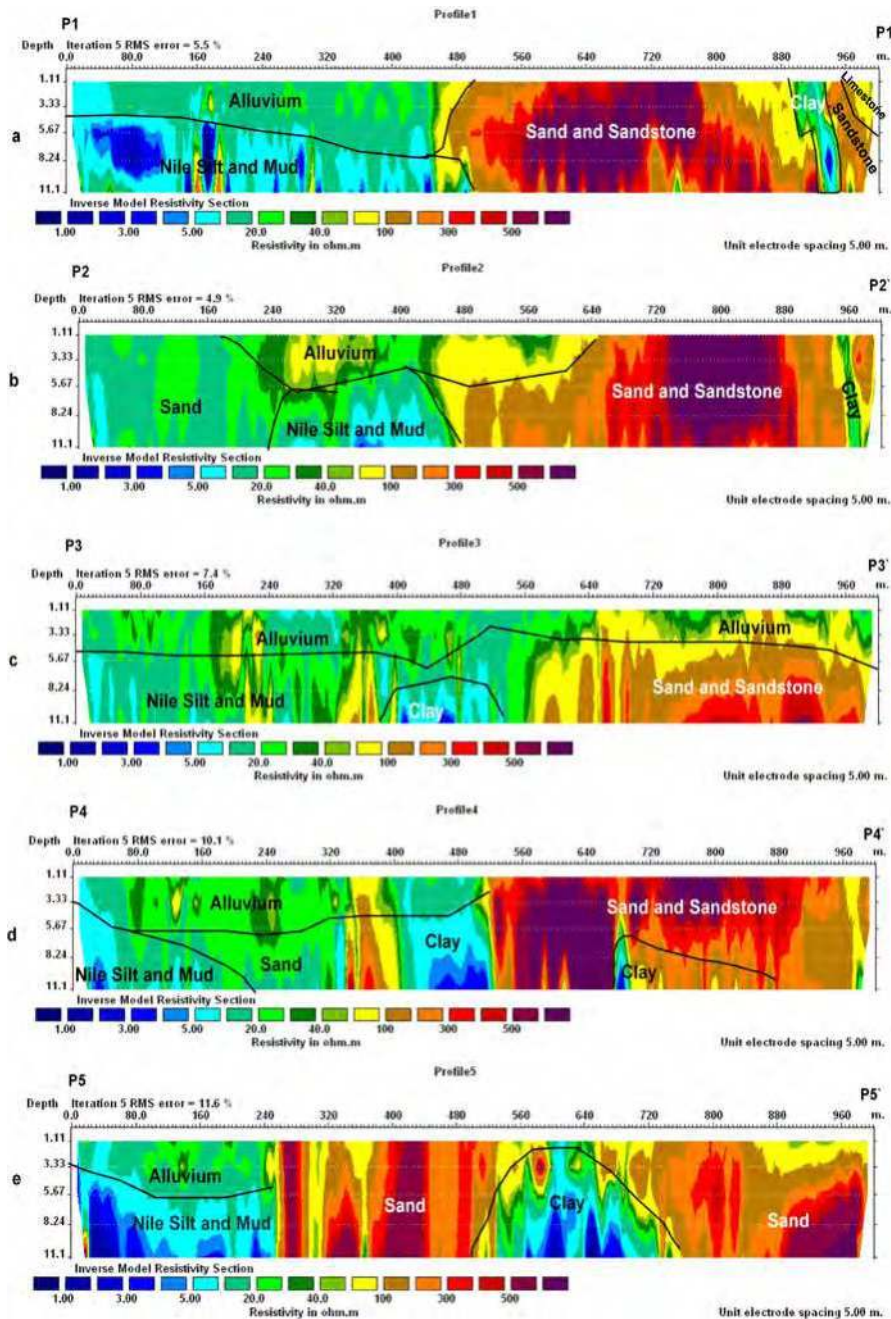 Profile1
P1 P1`
Depth Iteration 5 RMS error = 5.5 %
0.0 80.0 160 240 320 400 480 560 640 720 800 880 960 m.
1.11
3.33
5.67
8.24
11.1
a
Alluvium
Nile Silt and Mud
Sand and Sandstone
Clay
Sandstone
Limestone
Inverse Model Resistivity Section
1.00 3.00 5.00 20.0 40.0 100 300 500
Resistivity in ohm.m
Unit electrode spacing 5.00 m.
Profile2
P2 P2`
Depth Iteration 5 RMS error = 4.9 %
0.0 80.0 160 240 320 400 480 560 640 720 800 880 960 m.
1.11
3.33
5.67
8.24
11.1
b
Alluvium
Sand
Nile Silt and Mud
Sand and Sandstone
Clay
Inverse Model Resistivity Section
1.00 3.00 5.00 20.0 40.0 100 300 500
Resistivity in ohm.m
Unit electrode spacing 5.00 m.
Profile3
P3 P3`
Depth Iteration 5 RMS error = 7.4 %
0.0 80.0 160 240 320 400 480 560 640 720 800 880 960 m.
1.11
3.33
5.67
8.24
11.1
c
Alluvium
Alluvium
Nile Silt and Mud
Clay
Sand and Sandstone
Inverse Model Resistivity Section
1.00 3.00 5.00 20.0 40.0 100 300 500
Resistivity in ohm.m
Unit electrode spacing 5.00 m.
Profile4
P4 P4`
Depth Iteration 5 RMS error = 10.1 %
0.0 80.0 160 240 320 400 480 560 640 720 800 880 960 m.
1.11
3.33
5.67
8.24
11.1
d
Alluvium
Sand and Sandstone
Clay
Nile Silt and Mud
Sand
Clay
Inverse Model Resistivity Section
1.00 3.00 5.00 20.0 40.0 100 300 500
Resistivity in ohm.m
Unit electrode spacing 5.00 m.
Profile5
P5 P5`
Depth Iteration 5 RMS error = 11.6 %
0.0 80.0 160 240 320 400 480 560 640 720 800 880 960 m.
1.11
3.33
5.67
8.24
11.1
e
Alluvium
Nile Silt and Mud
Sand
Clay
Sand
Inverse Model Resistivity Section
1.00 3.00 5.00 20.0 40.0 100 300 500
Resistivity in ohm.m
Unit electrode spacing 5.00 m.